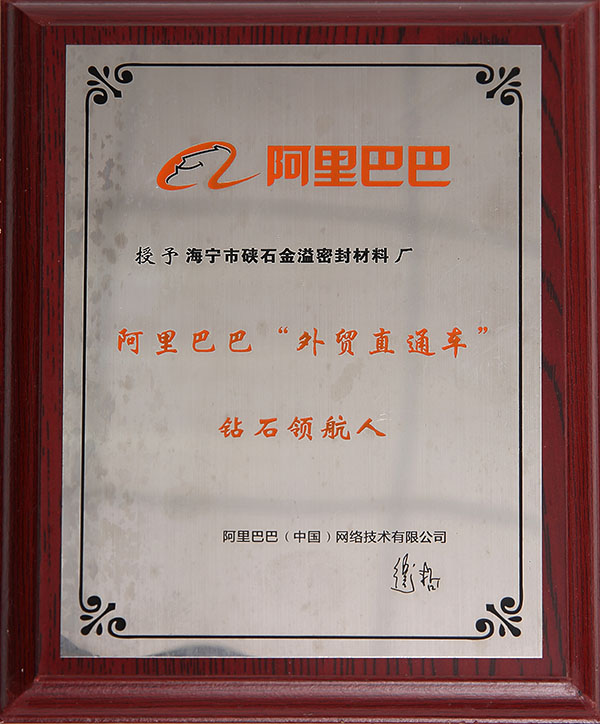 阿里巴巴
授予 海宁市硖石金溢密封材料 厂
阿里巴巴“外贸直通车”
钻石领航人
阿里巴巴（中国）网络技术有限公司
卫哲